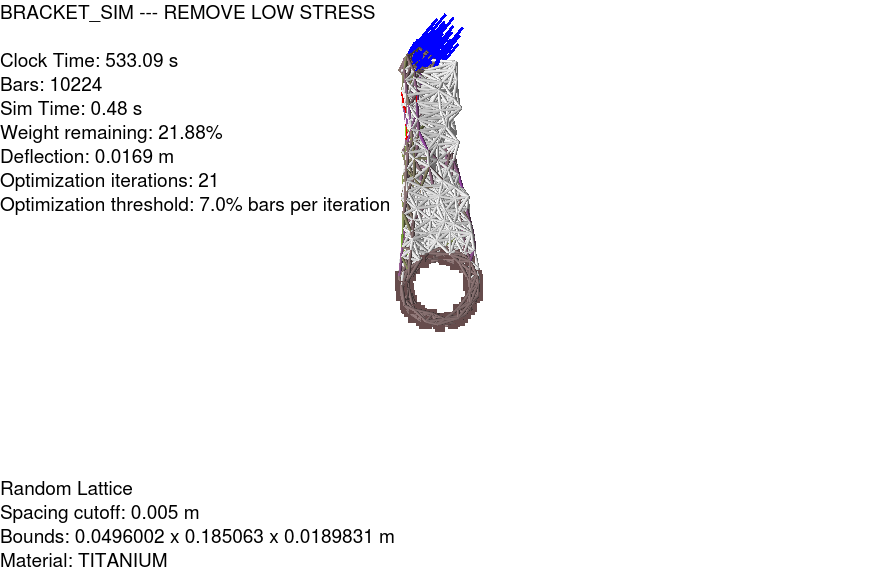 BRACKET_SIM --- REMOVE LOW STRESS
Clock Time: 533.09 s
Bars: 10224
Sim Time: 0.48 s
Weight remaining: 21.88%
Deflection: 0.0169 m
Optimization iterations: 21
Optimization threshold: 7.0% bars per iteration
Random Lattice
Spacing cutoff: 0.005 m
Bounds: 0.0496002 x 0.185063 x 0.0189831 m
Material: TITANIUM